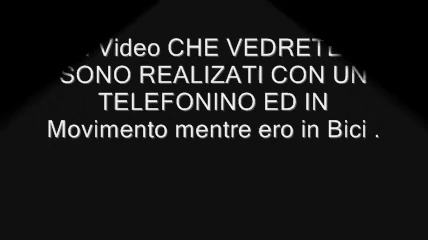 Video CHE VEDRETE
SONO REALIZATI CON UN
TELEFONINO ED IN
Movimento mentre ero in Bici .